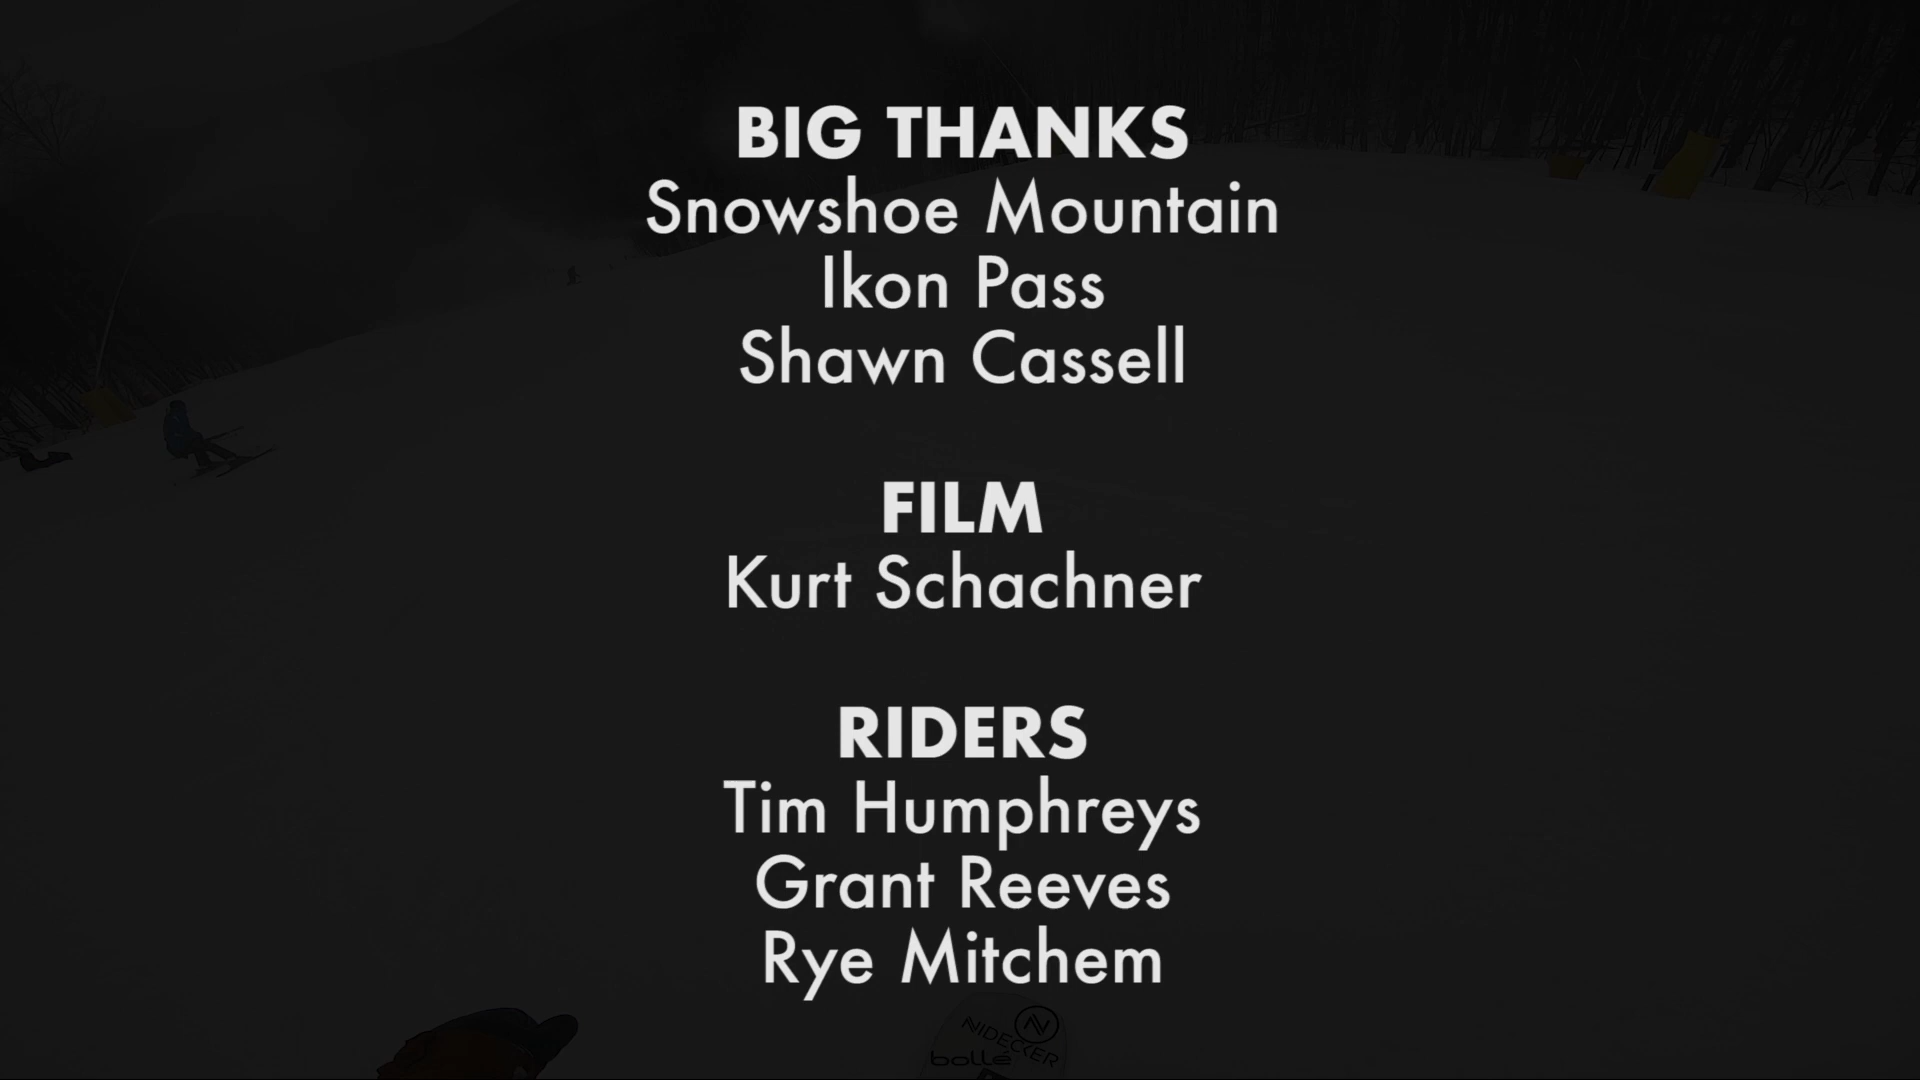 BIG THANKS
Snowshoe Mountain
Ikon Pass
Shawn Cassell
FILM
Kurt Schachner
RIDERS
Tim Humphreys
Grant Reeves
Rye Mitchem
NIDECKER
bollé